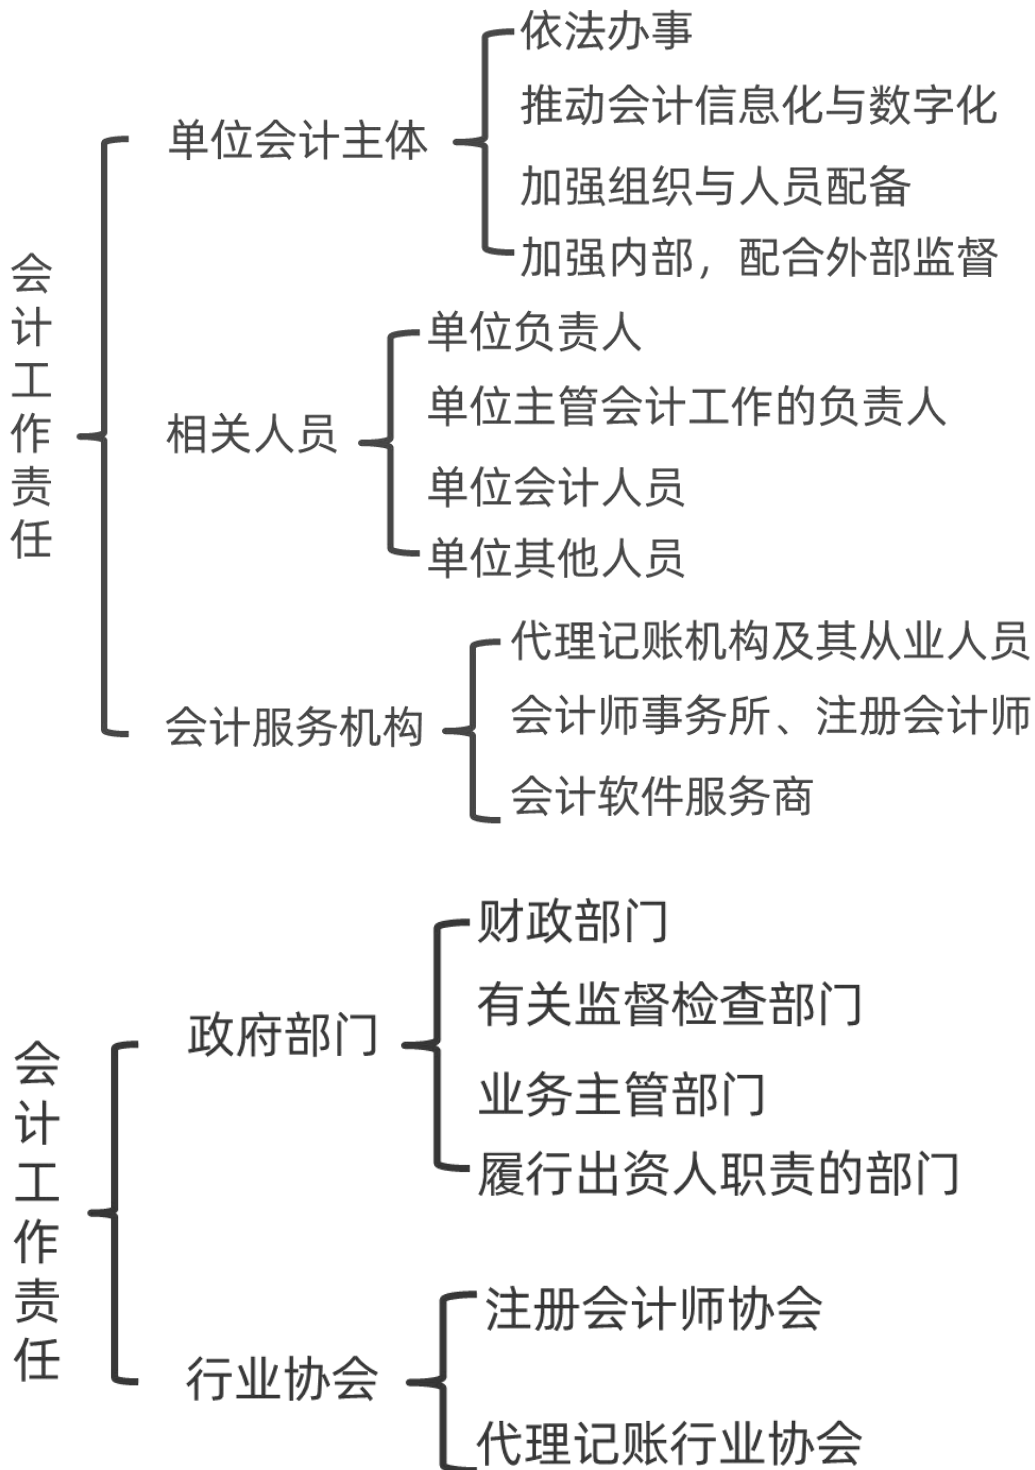 会计工作责任
单位会计主体
依法办事
推动会计信息化与数字化
加强组织与人员配备
加强内部，配合外部监督
相关人员
单位负责人
单位主管会计工作的负责人
单位会计人员
单位其他人员
会计服务机构
代理记账机构及其从业人员
会计师事务所、注册会计师
会计软件服务商
会计工作责任
政府部门
财政部门
有关监督检查部门
业务主管部门
履行出资人职责的部门
行业协会
注册会计师协会
代理记账行业协会